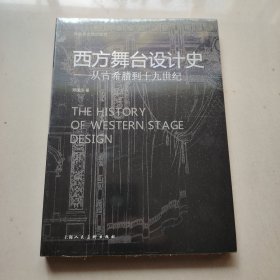 西方舞台设计史
——从古希腊到十九世纪
THE HISTORY
OF WESTERN STAGE
DESIGN
上海人民美术出版社